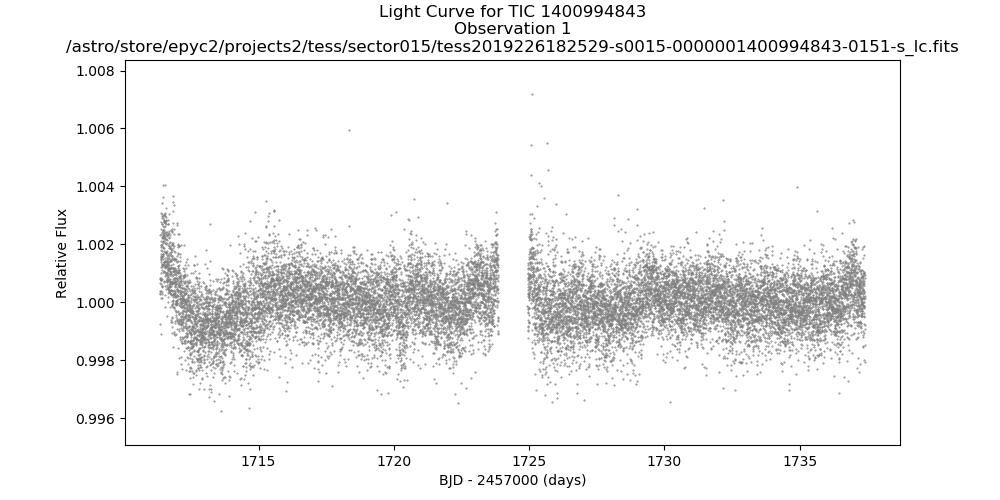 Light Curve for TIC 1400994843
Observation 1
/astro/store/epyc2/projects2/tess/sector015/tess2019226182529-s0015-0000001400994843-0151-s_lc.fits
1.008
1.006
1.004
1.002
1.000
0.998
0.996
Relative Flux
1715
1720
1725
1730
1735
BJD - 2457000 (days)